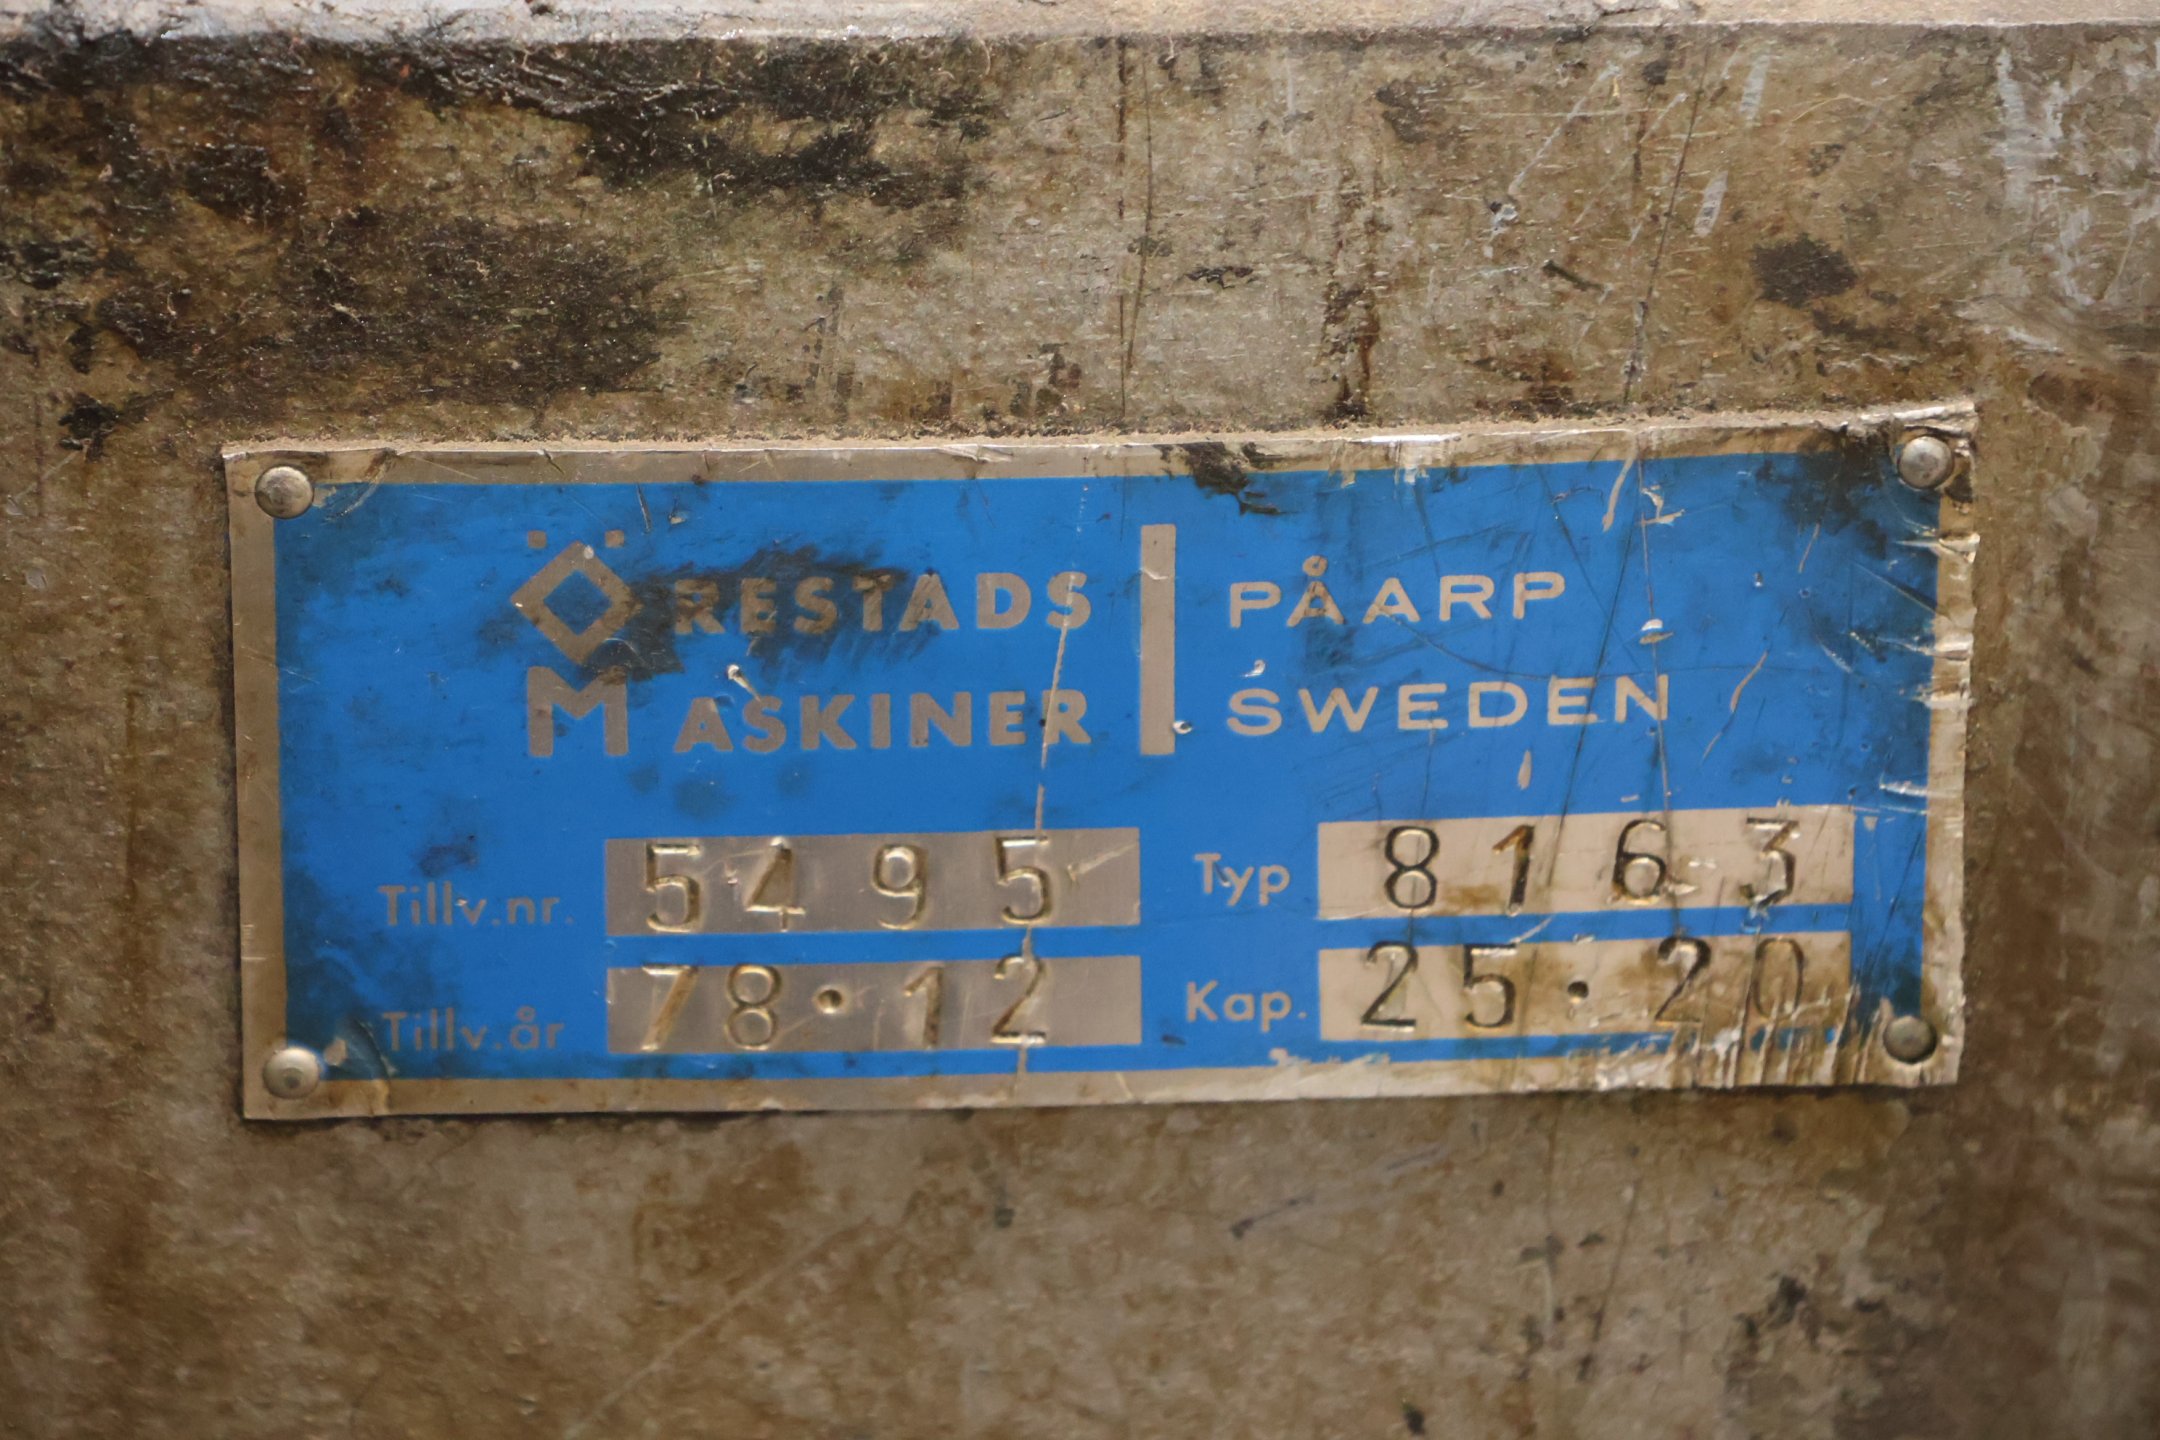 ÖRESTADS
MASKINER
PÅARP
SWEDEN
Tillv.nr. 5495
Typ 8163
Tillv.år 78.12
Kap. 25.20